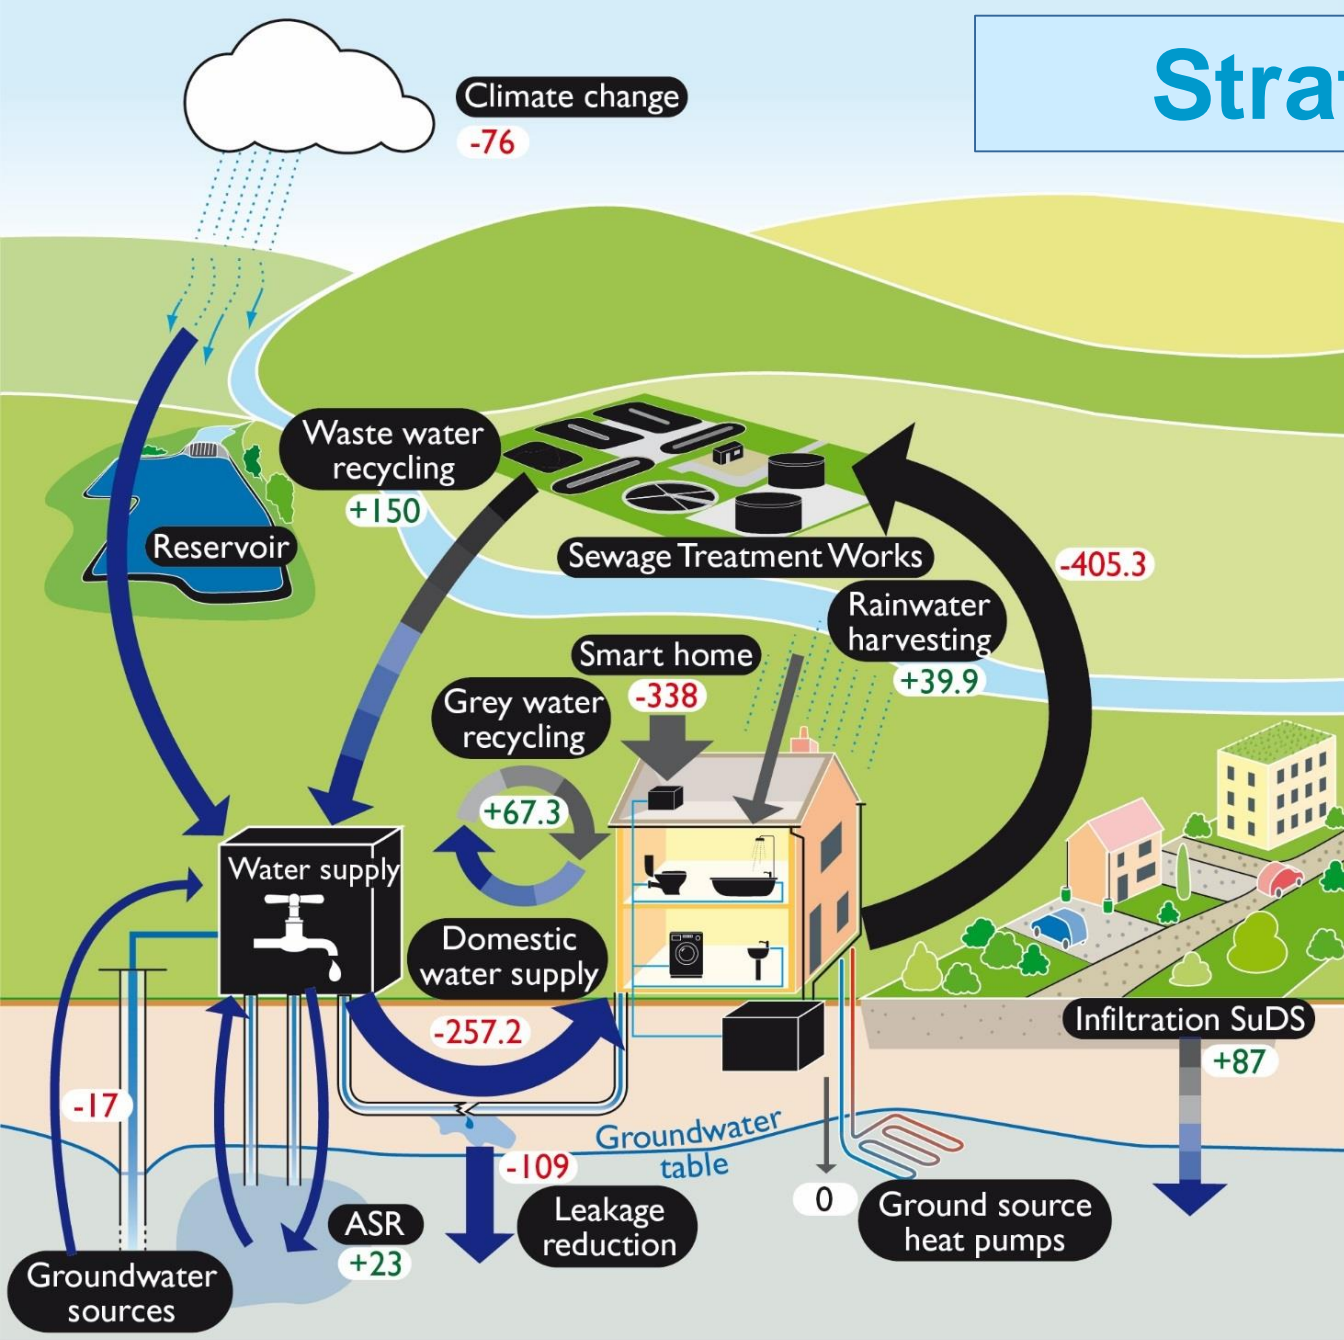 Strat
Climate change
-76
Waste water
recycling
+150
Reservoir
Sewage Treatment Works
-405.3
Rainwater
harvesting
+39.9
Smart home
-338
Grey water
recycling
+67.3
Water supply
Domestic
water supply
-257.2
Infiltration SuDS
+87
-17
Groundwater
table
-109
Leakage
reduction
0
Ground source
heat pumps
ASR
+23
Groundwater
sources